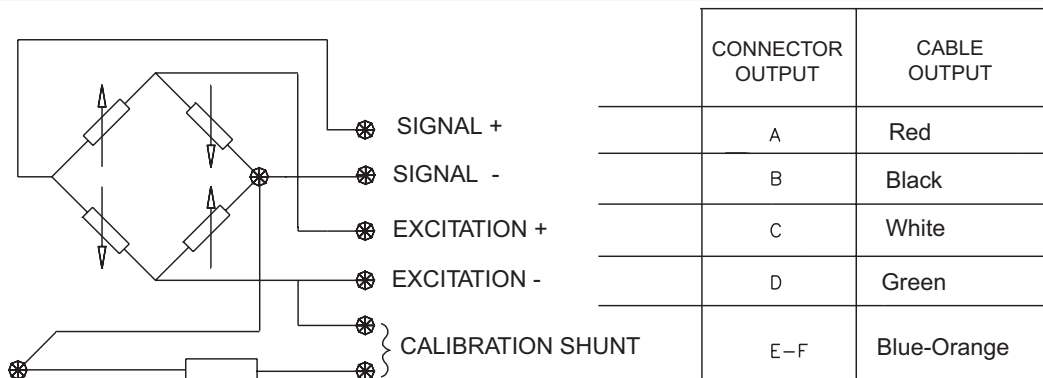 CONNECTOR OUTPUT
CABLE OUTPUT
SIGNAL + A Red
SIGNAL - B Black
EXCITATION + C White
EXCITATION - D Green
CALIBRATION SHUNT E-F Blue-Orange